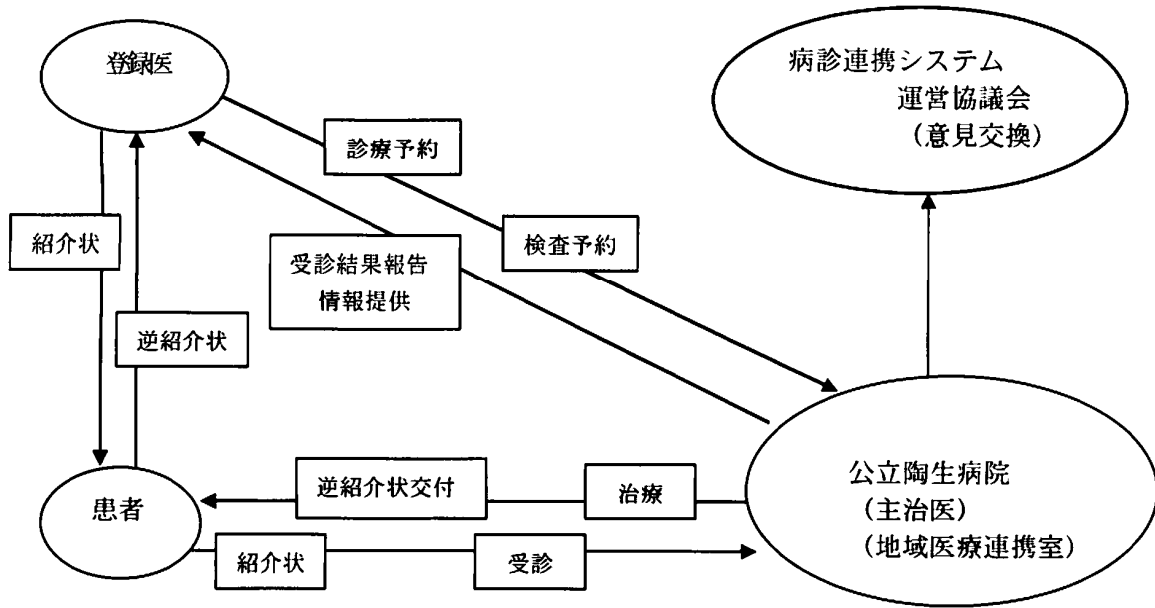 登録医
病診連携システム
運営協議会
(意見交換)
診療予約
検査予約
紹介状
受診結果報告
情報提供
逆紹介状
患者
逆紹介状交付
治療
公立陶生病院
(主治医)
(地域医療連携室)
紹介状
受診